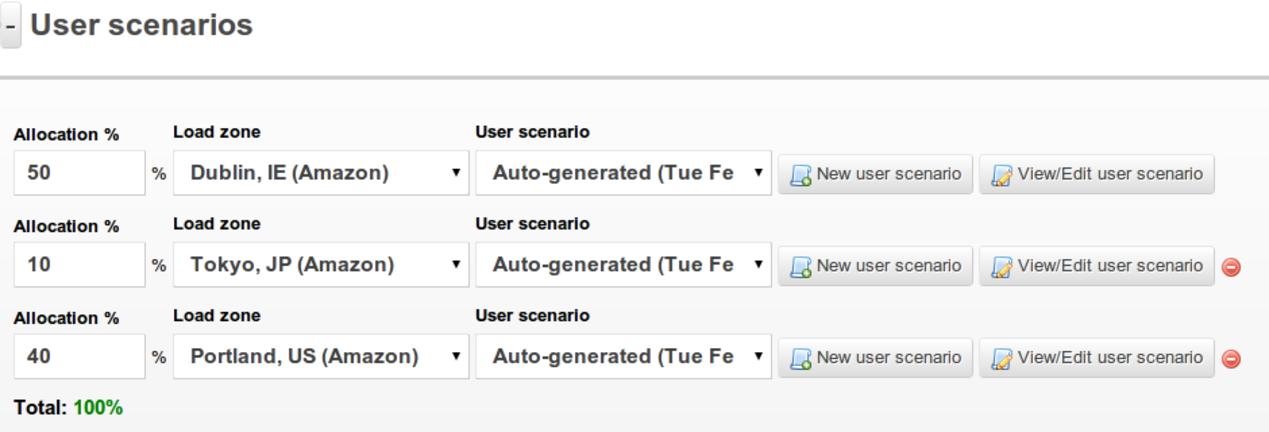 - User scenarios
Allocation % Load zone User scenario
50 % Dublin, IE (Amazon) Auto-generated (Tue Fe New user scenario View/Edit user scenario
Allocation % Load zone User scenario
10 % Tokyo, JP (Amazon) Auto-generated (Tue Fe New user scenario View/Edit user scenario
Allocation % Load zone User scenario
40 % Portland, US (Amazon) Auto-generated (Tue Fe New user scenario View/Edit user scenario
Total: 100%